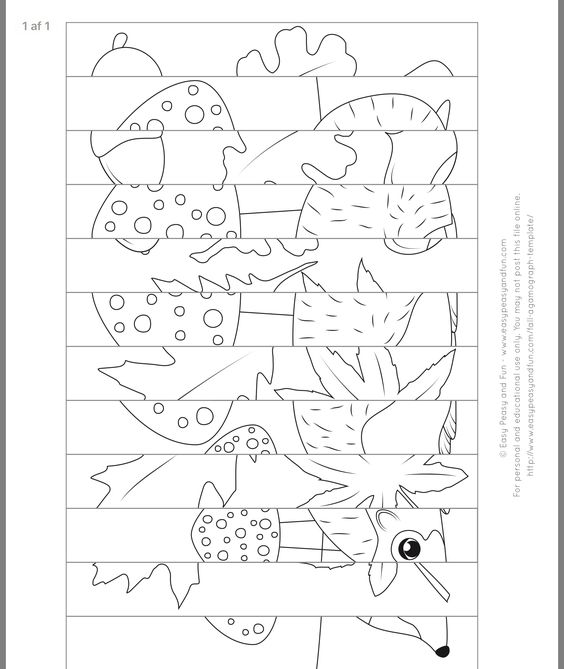 1 af 1
© Easy Peasy and Fun - www.easypeasyandfun.com
For personal and educational use only. You may not post this file online.
http://www.easypeasyandfun.com/fall-agamograph-template/